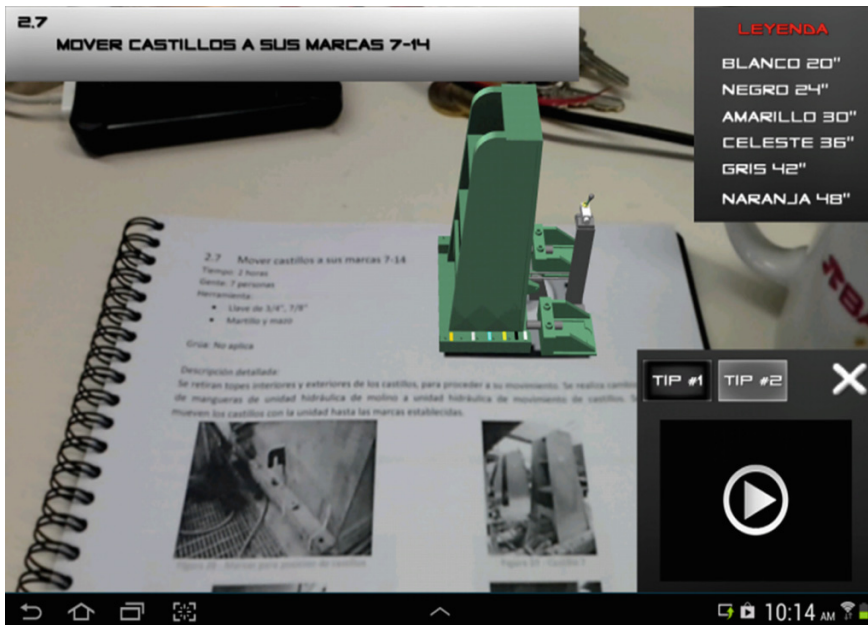 2.7
MOVER CASTILLOS A SUS MARCAS 7-14
LEYENDA
BLANCO 20"
NEGRO 24"
AMARILLO 30"
CELESTE 36"
GRIS 42"
NARANJA 48"
2.7 Mover castillos a sus marcas 7-14
Tiempo: 2 horas
Gente: 7 personas
Herramienta:
Llave de 3/4", 7/8"
Martillo y mazo
Grúa: No aplica
Descripción detallada:
Se retiran topes interiores y exteriores de los castillos, para proceder a su movimiento. Se realiza cambio
de mangueras de unidad hidráulica de molino a unidad hidráulica de movimiento de castillos. Se
mueven los castillos con la unidad hasta las marcas establecidas.
TIP #1
TIP #2
10:14 AM